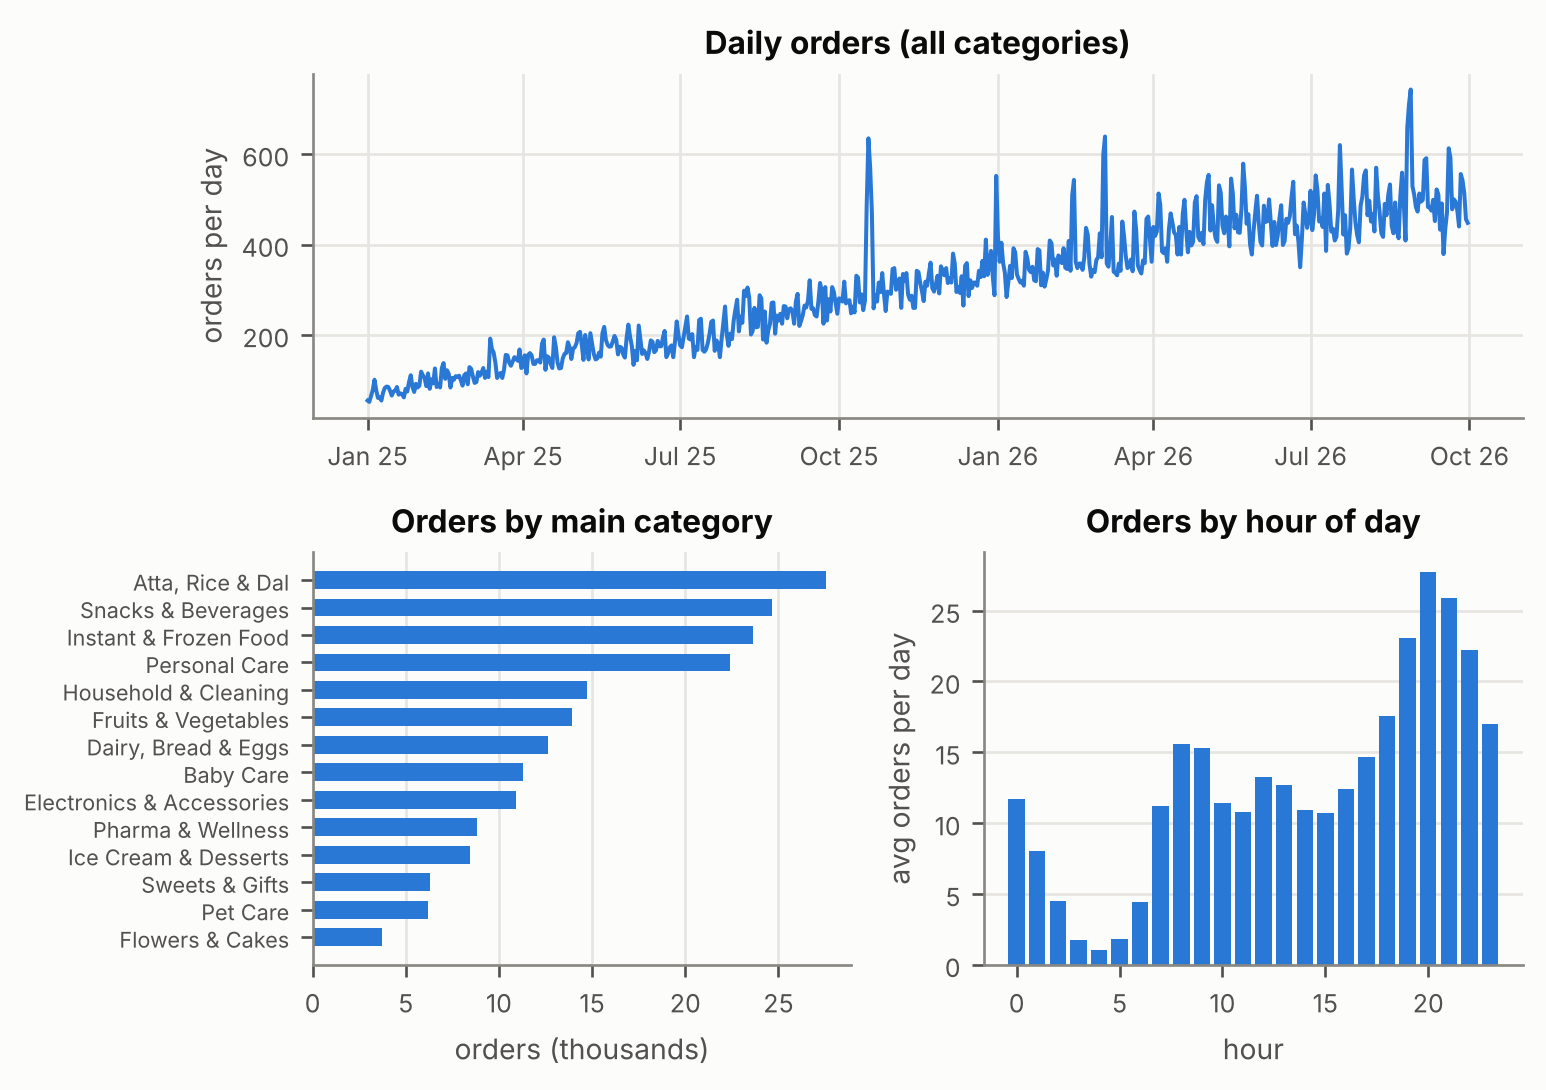 Daily orders (all categories)
orders per day
600
400
200
Jan 25 Apr 25 Jul 25 Oct 25 Jan 26 Apr 26 Jul 26 Oct 26
Orders by main category
Atta, Rice & Dal
Snacks & Beverages
Instant & Frozen Food
Personal Care
Household & Cleaning
Fruits & Vegetables
Dairy, Bread & Eggs
Baby Care
Electronics & Accessories
Pharma & Wellness
Ice Cream & Desserts
Sweets & Gifts
Pet Care
Flowers & Cakes
0 5 10 15 20 25
orders (thousands)
Orders by hour of day
avg orders per day
25
20
15
10
5
0
0 5 10 15 20
hour